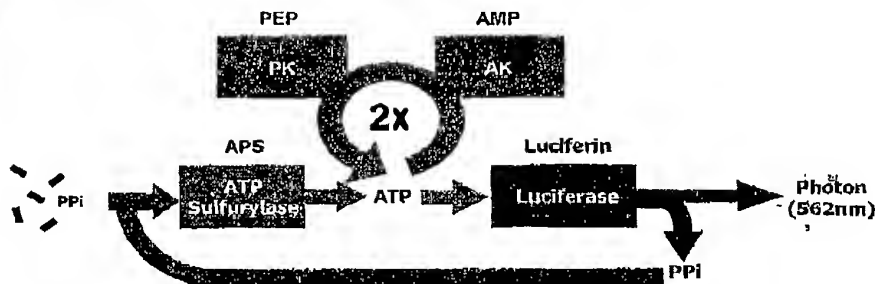 PEP AMP
PK AK
2x
APS Luciferin
PPi ATP Sulfurylase ATP Luciferase Photon (562nm)
PPi